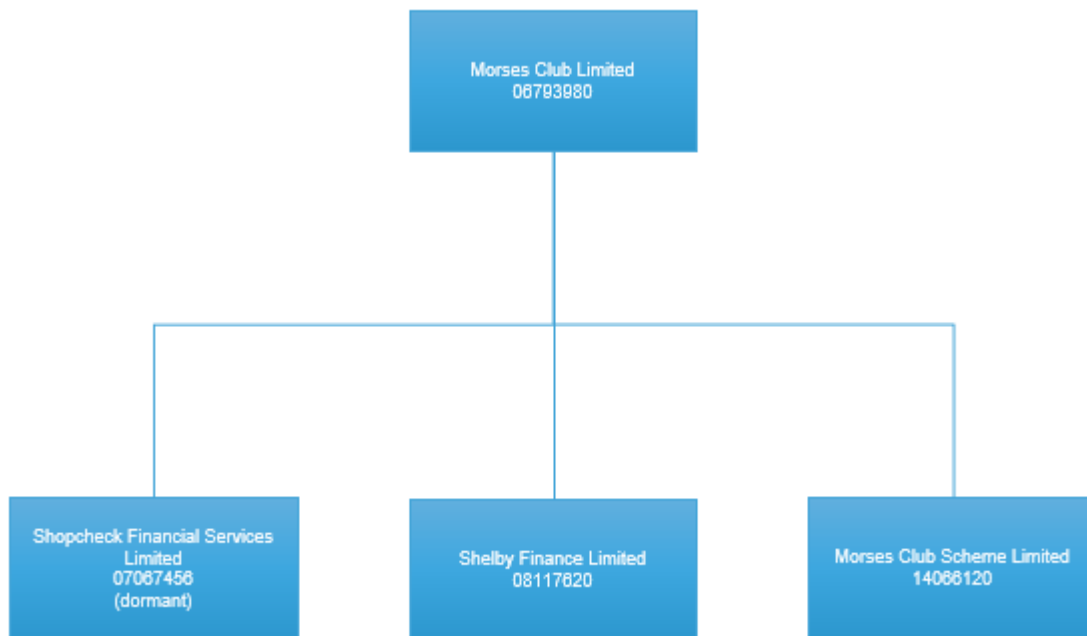 Morses Club Limited
06793980
Shopcheck Financial Services
Limited
07067456
(dormant)
Shelby Finance Limited
08117620
Morses Club Scheme Limited
14066120